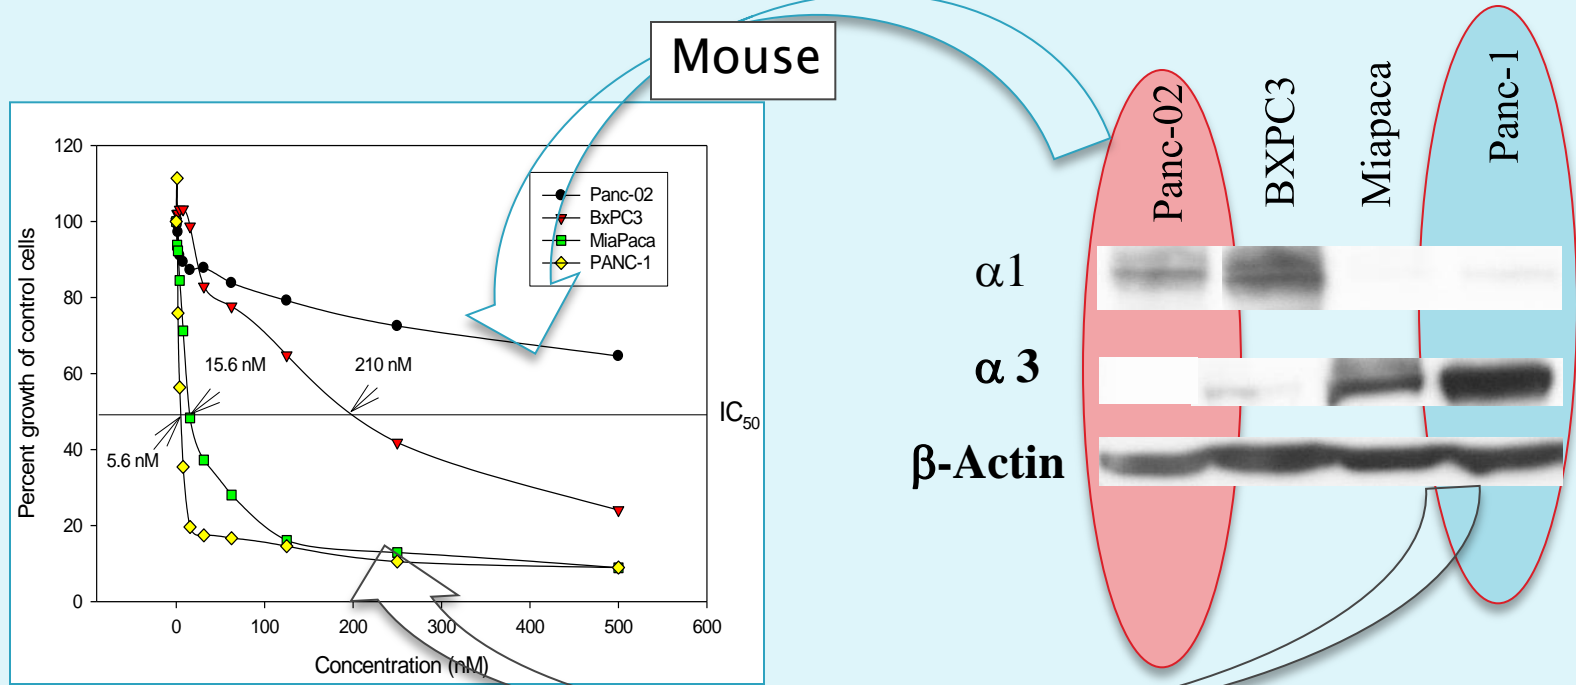 Mouse
120
100
80
60
40
20
0
Percent growth of control cells
Panc-02
BxPC3
MiaPaca
PANC-1
15.6 nM
210 nM
5.6 nM
IC50
0 100 200 300 400 500 600
Concentration (nM)
Panc-02
BXPC3
Miapaca
Panc-1
α1
α 3
β-Actin